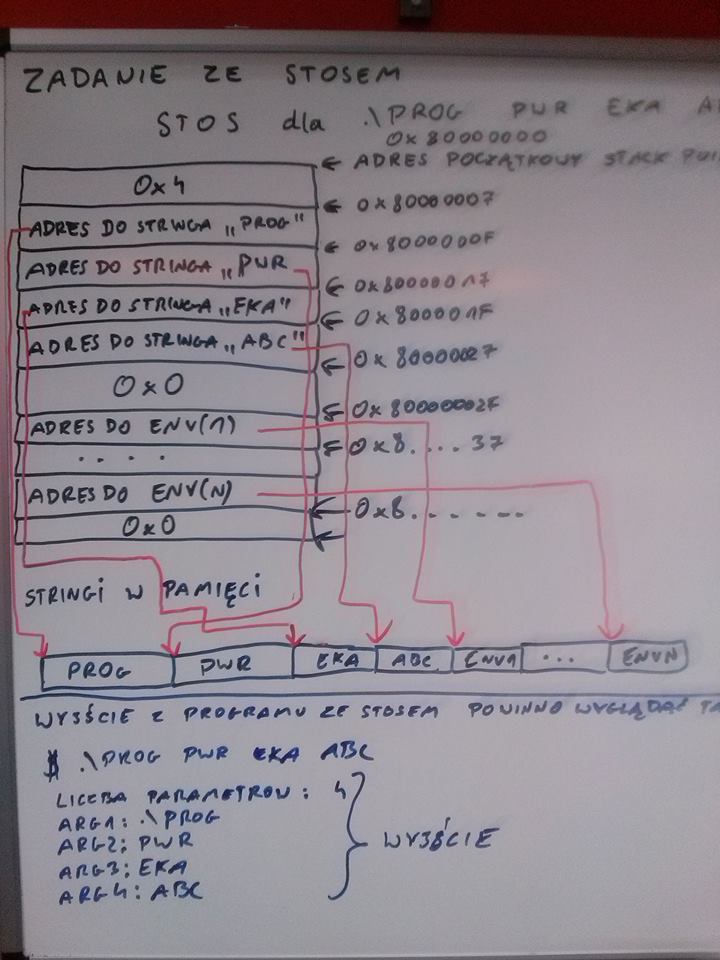 ZADANIE ZE STOSEM
STOS dla .\PROG PWR EKA A
0x80000000
← ADRES POCZĄTKOWY STACK POI
0x4
← 0x80000007
ADRES DO STRINGA „PROG"
← 0x8000000F
ADRES DO STRINGA „PWR
← 0x80000017
ADRES DO STRINGA „EKA"
← 0x8000001F
ADRES DO STRINGA „ABC"
← 0x80000027
0x0
← 0x8000002F
ADRES DO ENV(1)
← 0x8....37
. . . .
ADRES DO ENV(N)
← 0x8. . . . . .
0x0
STRINGI W PAMIĘCI
PROG PWR EKA ABC ENV1 ... ENVN
WYJŚCIE Z PROGRAMU ZE STOSEM POWINNO WYGLĄDAĆ TA
$ .\PROG PWR EKA ABC
LICZBA PARAMETRÓW: 4
ARG1: .\PROG
ARG2: PWR
ARG3: EKA
ARG4: ABC
WYJŚCIE